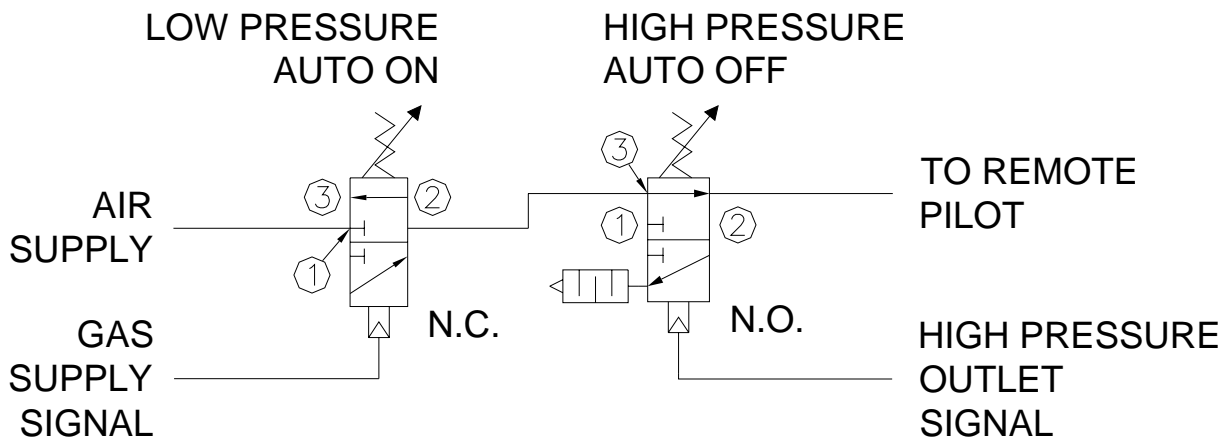 LOW PRESSURE
AUTO ON
HIGH PRESSURE
AUTO OFF
3
3
2
TO REMOTE
PILOT
AIR
SUPPLY
1
2
1
N.C.
N.O.
GAS
SUPPLY
SIGNAL
HIGH PRESSURE
OUTLET
SIGNAL